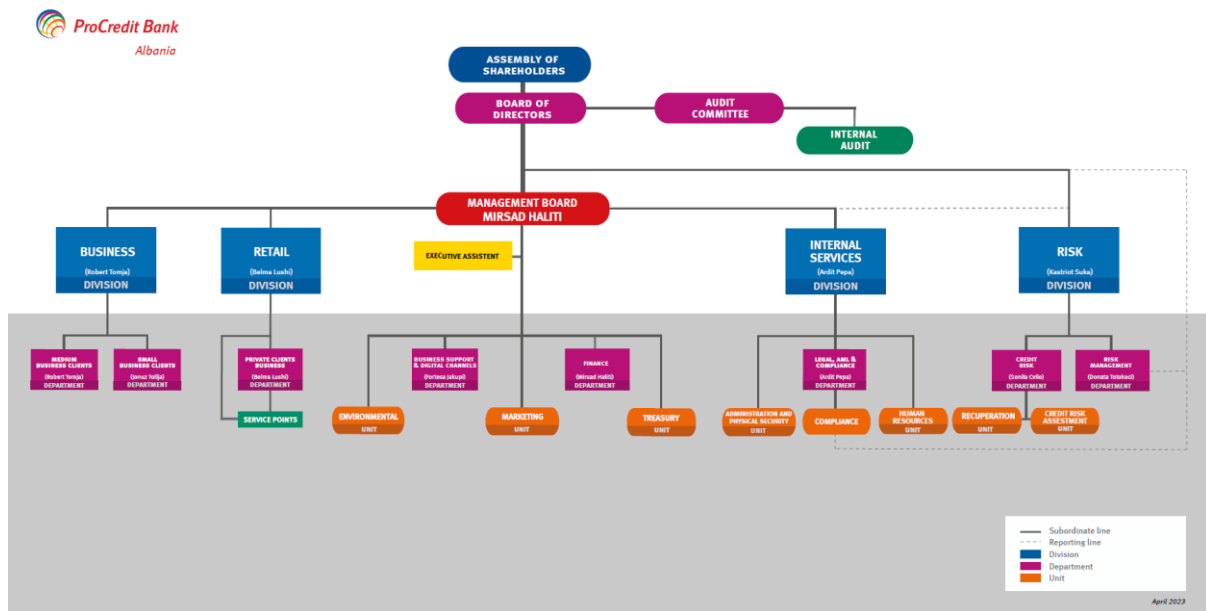 ProCredit Bank
Albania
ASSEMBLY OF
SHAREHOLDERS
BOARD OF
DIRECTORS
AUDIT
COMMITTEE
INTERNAL
AUDIT
MANAGEMENT BOARD
MIRSAD HALITI
EXECUTIVE ASSISTENT
BUSINESS
(Robert Tomja)
DIVISION
RETAIL
(Belma Lushi)
DIVISION
INTERNAL
SERVICES
(Ardit Pepa)
DIVISION
RISK
(Kastriot Suka)
DIVISION
MEDIUM
BUSINESS CLIENTS
(Robert Tomja)
DEPARTMENT
SMALL
BUSINESS CLIENTS
(Jonuz Tollja)
DEPARTMENT
PRIVATE CLIENTS
BUSINESS
(Belma Lushi)
DEPARTMENT
SERVICE POINTS
BUSINESS SUPPORT
& DIGITAL CHANNELS
(Portesa Jakupi)
DEPARTMENT
FINANCE
(Mirsad Haliti)
DEPARTMENT
LEGAL, AML &
COMPLIANCE
(Ardit Pepa)
DEPARTMENT
CREDIT
RISK
DEPARTMENT
RISK
MANAGEMENT
DEPARTMENT
ENVIRONMENTAL
UNIT
MARKETING
UNIT
TREASURY
UNIT
ADMINISTRATION AND
PHYSICAL SECURITY
UNIT
COMPLIANCE
HUMAN
RESOURCES
UNIT
RECUPERATION
UNIT
CREDIT RISK
ASSESTMENT
UNIT
Subordinate line
Reporting line
Division
Department
Unit
April 2023